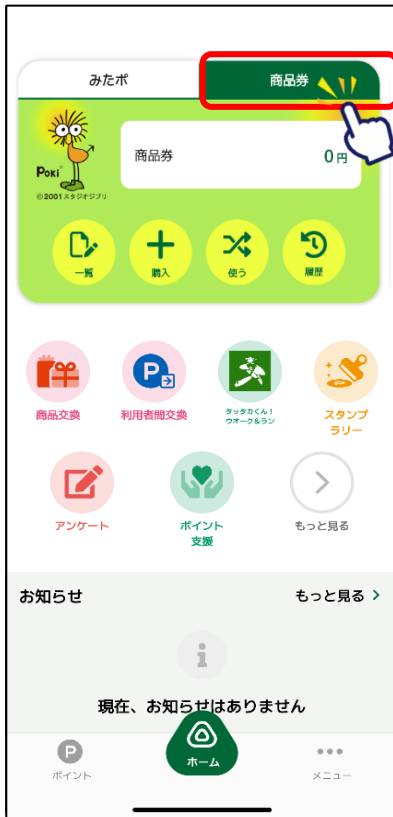 みたポ
商品券
Poki
商品券
0円
©2001スタジオジブリ
一覧
購入
使う
履歴
商品交換
利用者間交換
タッタカくん!
ウオーク&ラン
スタンプ
ラリー
アンケート
ポイント
支援
もっと見る
お知らせ
もっと見る
現在、お知らせはありません
ポイント
ホーム
メニュー